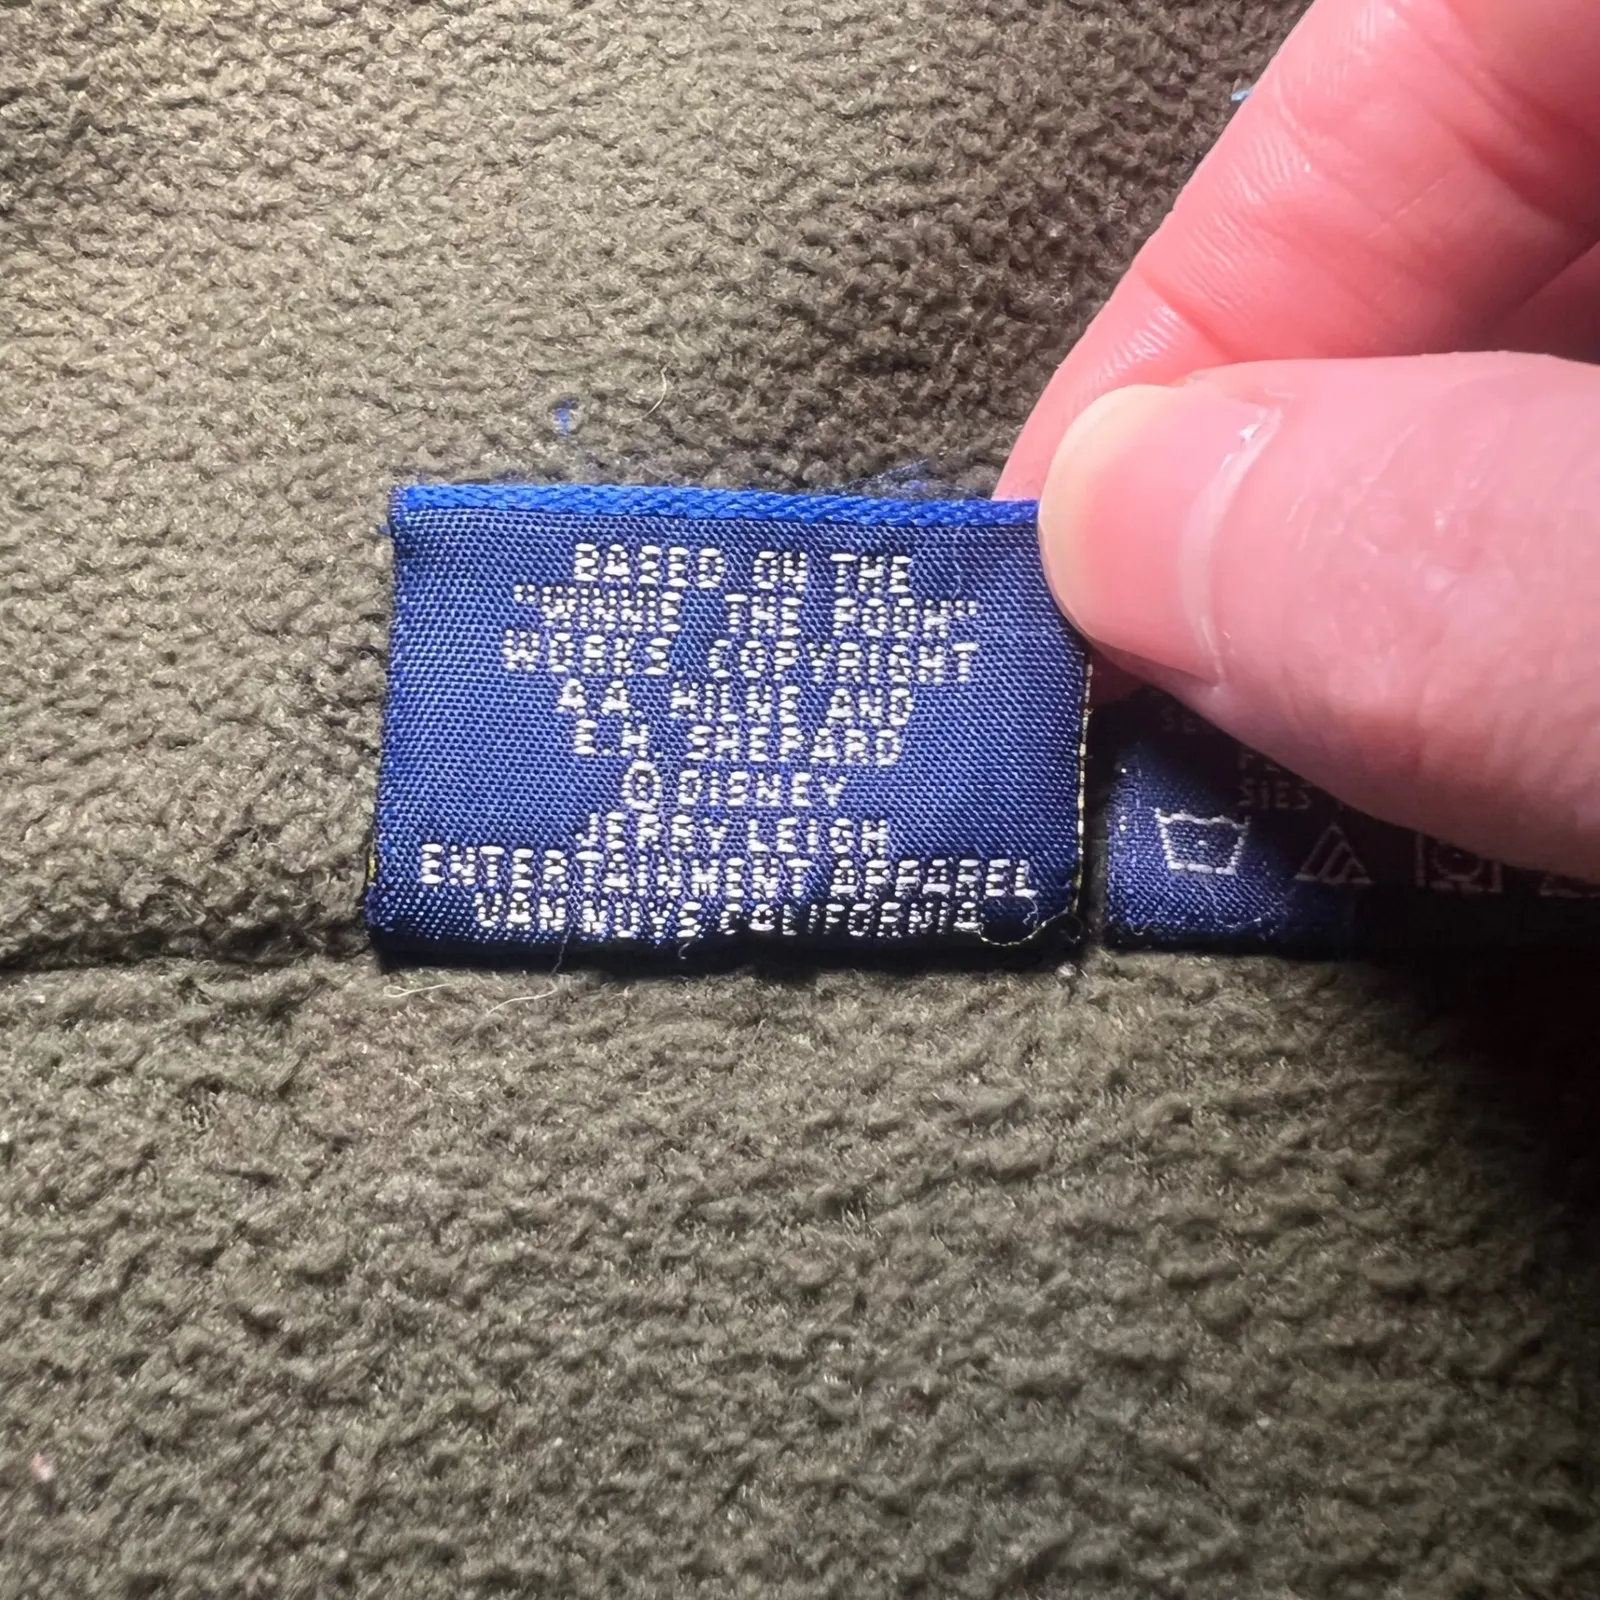 BASED ON THE
"WINNIE THE POOH"
WORKS COPYRIGHT
A.A. MILNE AND
E.H. SHEPARD
© DISNEY
JERRY LEIGH
ENTERTAINMENT APPAREL
VAN NUYS CALIFORNIA
SIES